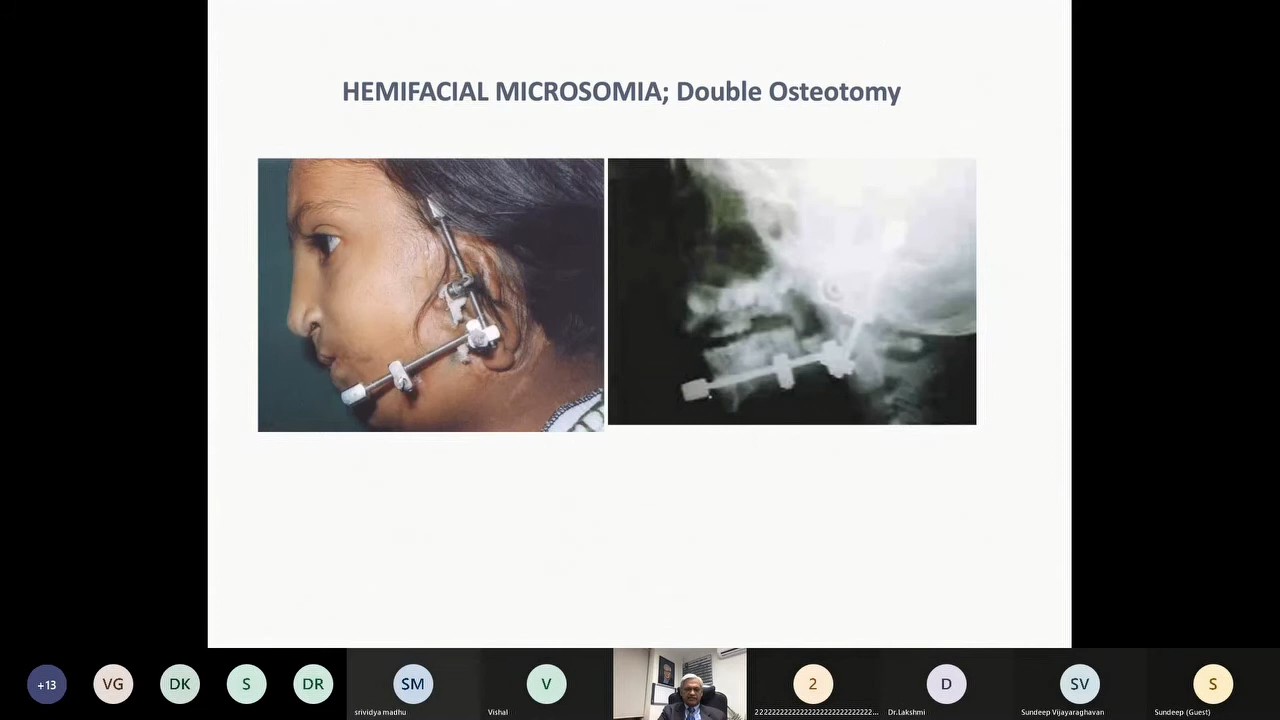 HEMIFACIAL MICROSOMIA; Double Osteotomy
+13
VG
DK
S
DR
SM
srividya madhu
V
Vishal
2
22222222222222222222222222...
D
Dr.Lakshmi
SV
Sundeep Vijayaraghavan
S
Sundeep (Guest)